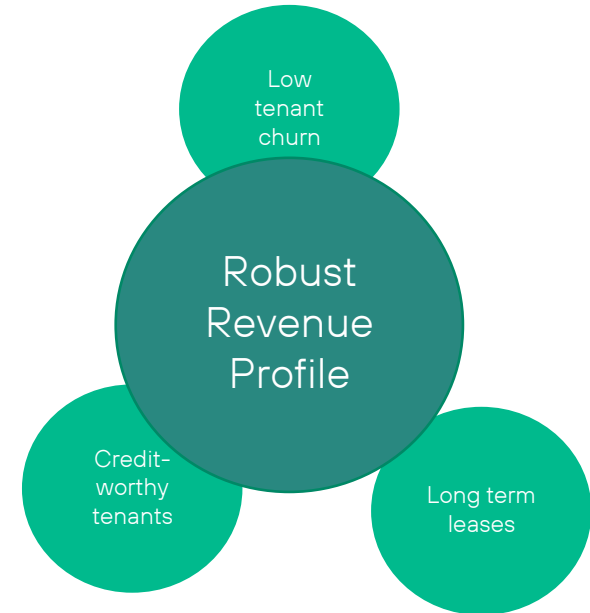 Low
tenant
churn
Robust
Revenue
Profile
Credit-
worthy
tenants
Long term
leases